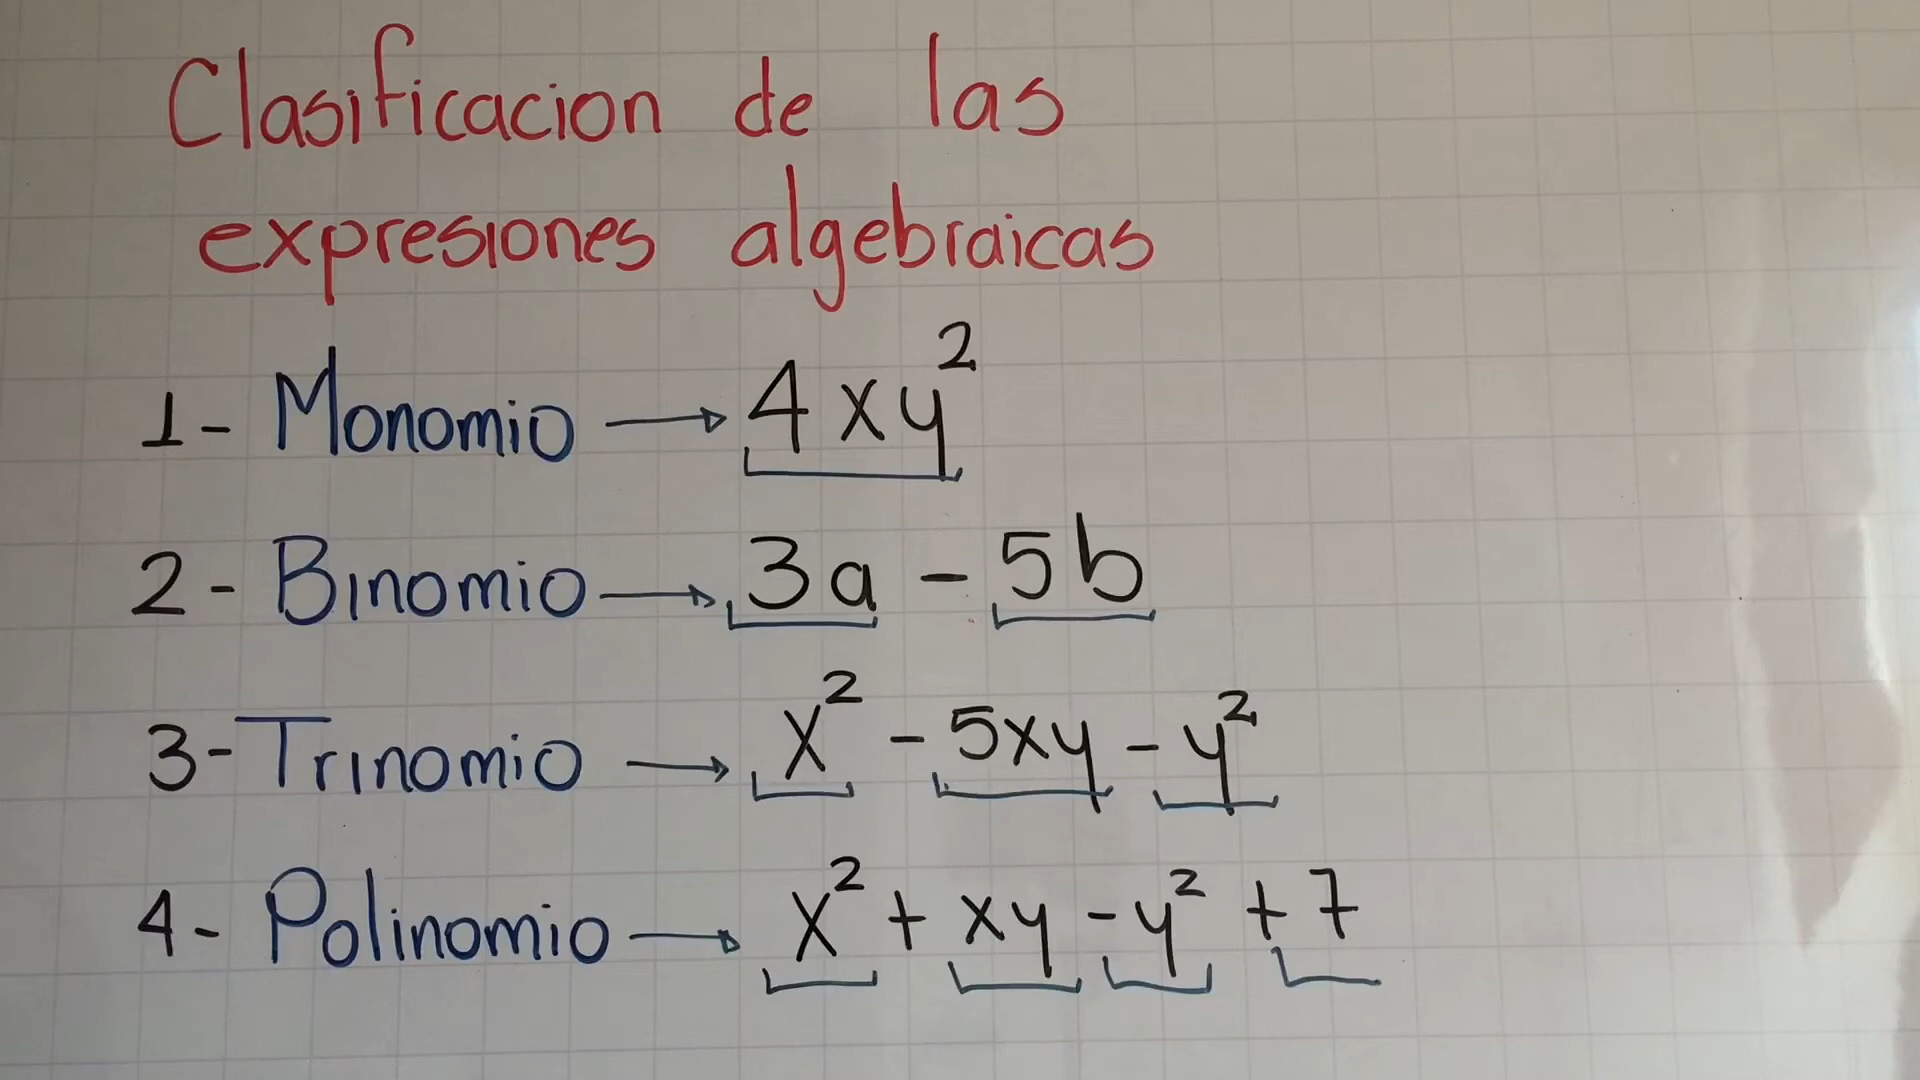 Clasificacion de las
expresiones algebraicas
1- Monomio → 4xy²
2- Binomio → 3a - 5b
3- Trinomio → x² - 5xy - y²
4- Polinomio → x² + xy - y² + 7